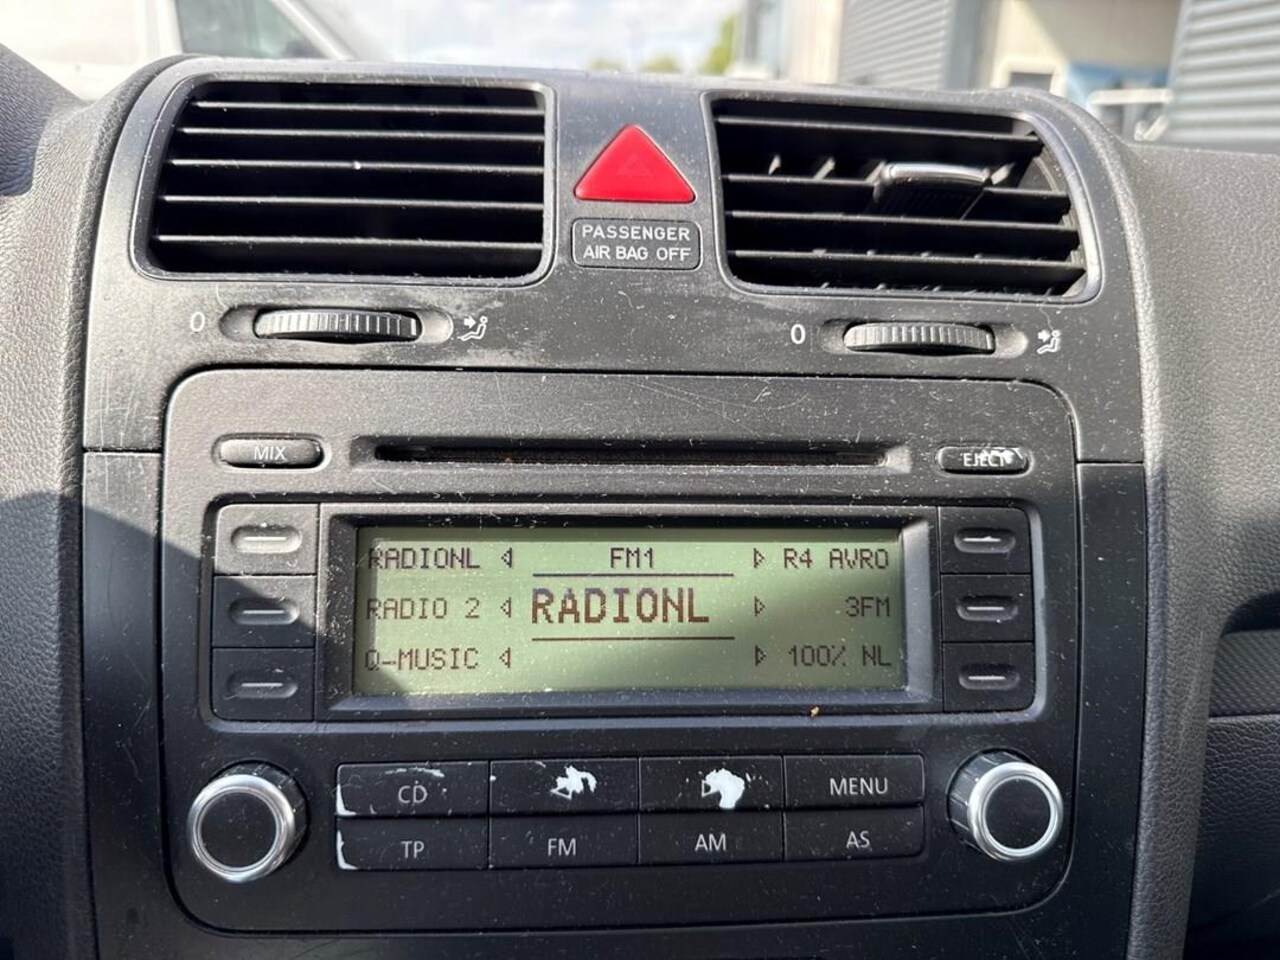 PASSENGER
AIR BAG OFF
0
0
MIX
EJECT
RADIONL FM1 R4 AVRO
RADIO 2 RADIONL 3FM
Q-MUSIC 100% NL
CD MENU
TP FM AM AS